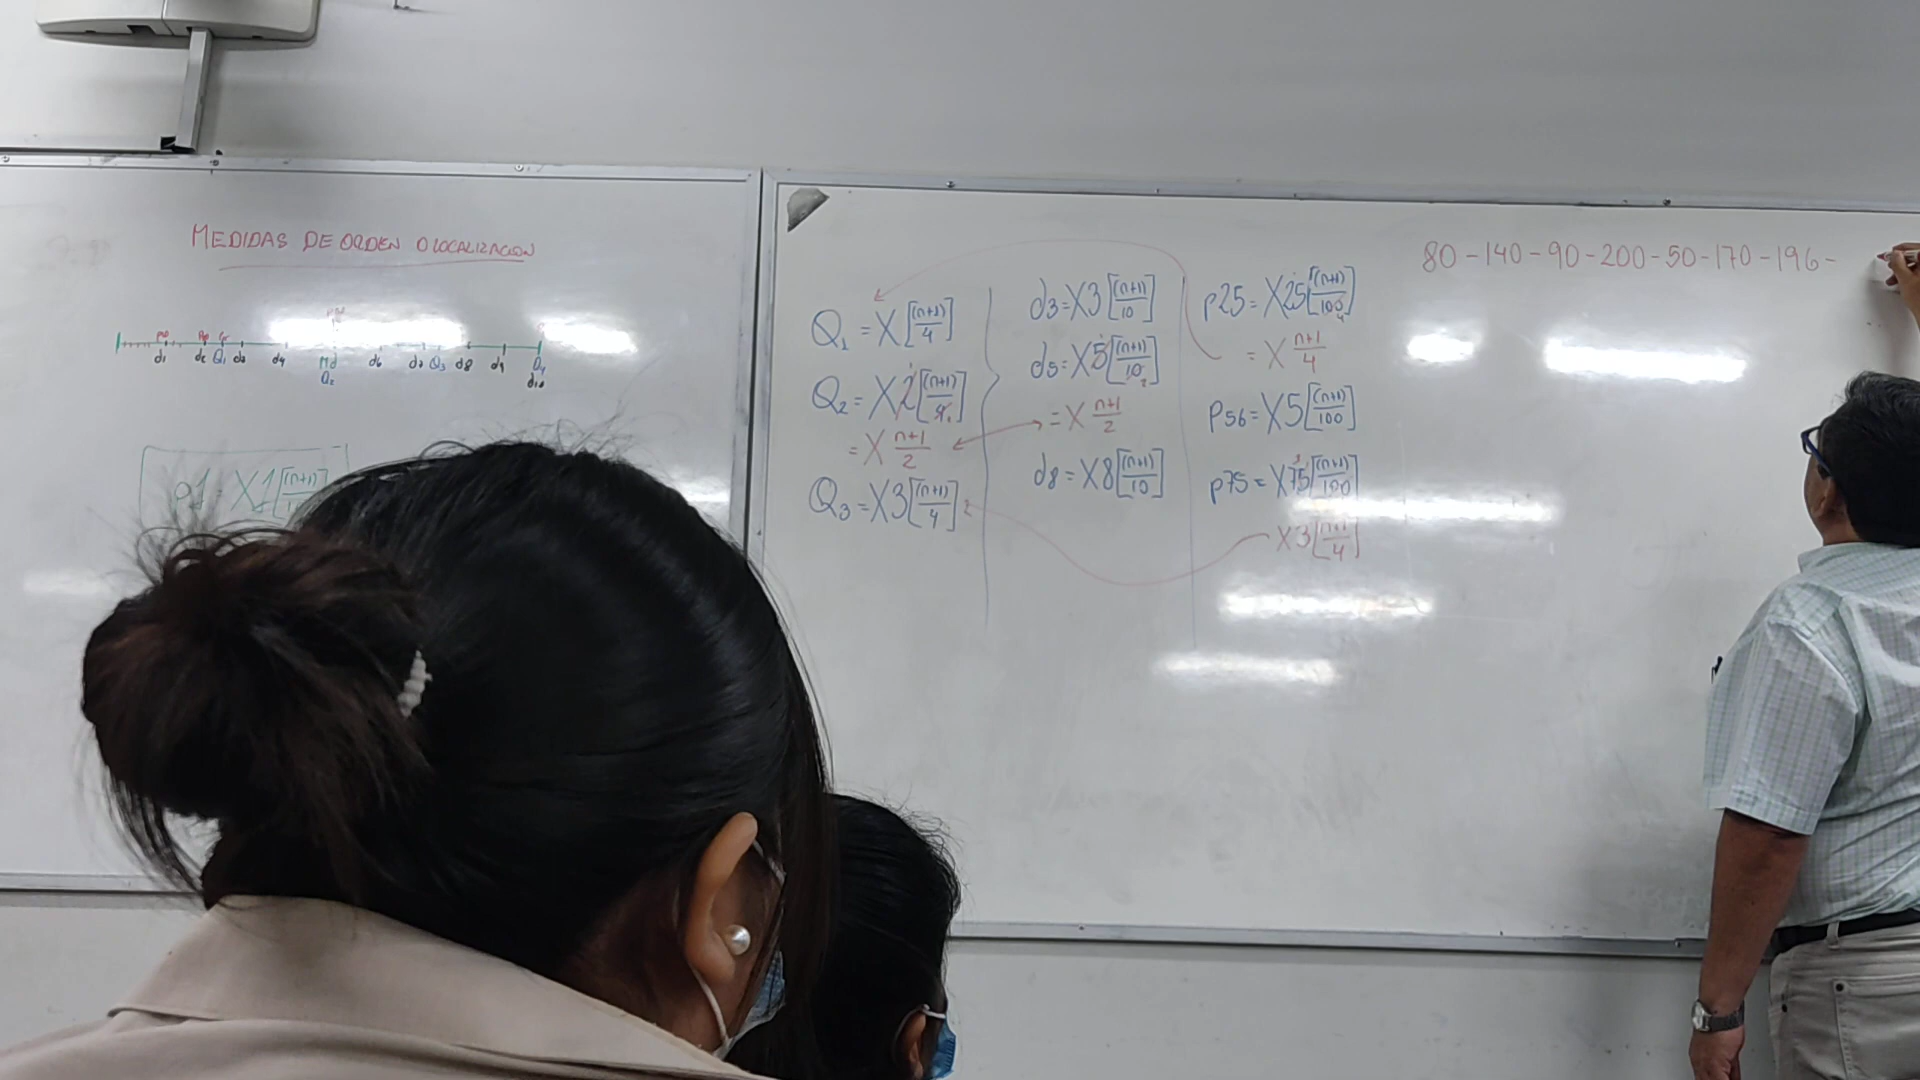 MEDIDAS DE ORDEN O LOCALIZACION
d1 d2 Q1 d3 d4 Md d6 d7 Q3 d8 d9 Q4
Q2 d10
p1 = X1[(n+1)
Q1 = X[(n+1)/4]
Q2 = X2[(n+1)/4]
= X n+1/2
Q3 = X3[(n+1)/4]
d3 = X3[(n+1)/10]
d5 = X5[(n+1)/10]
= X n+1/2
d8 = X8[(n+1)/10]
p25 = X25[(n+1)/100]
= X n+1/4
P56 = X5[(n+1)/100]
p75 = X75[(n+1)/100]
X3[n+1/4]
80 - 140 - 90 - 200 - 50 - 170 - 196 -